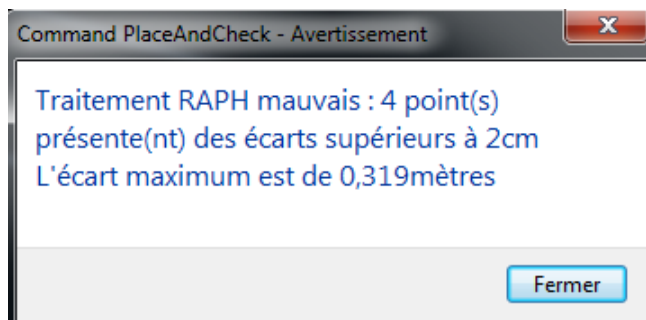 Command PlaceAndCheck - Avertissement
Traitement RAPH mauvais : 4 point(s)
présente(nt) des écarts supérieurs à 2cm
L'écart maximum est de 0,319mètres
Fermer